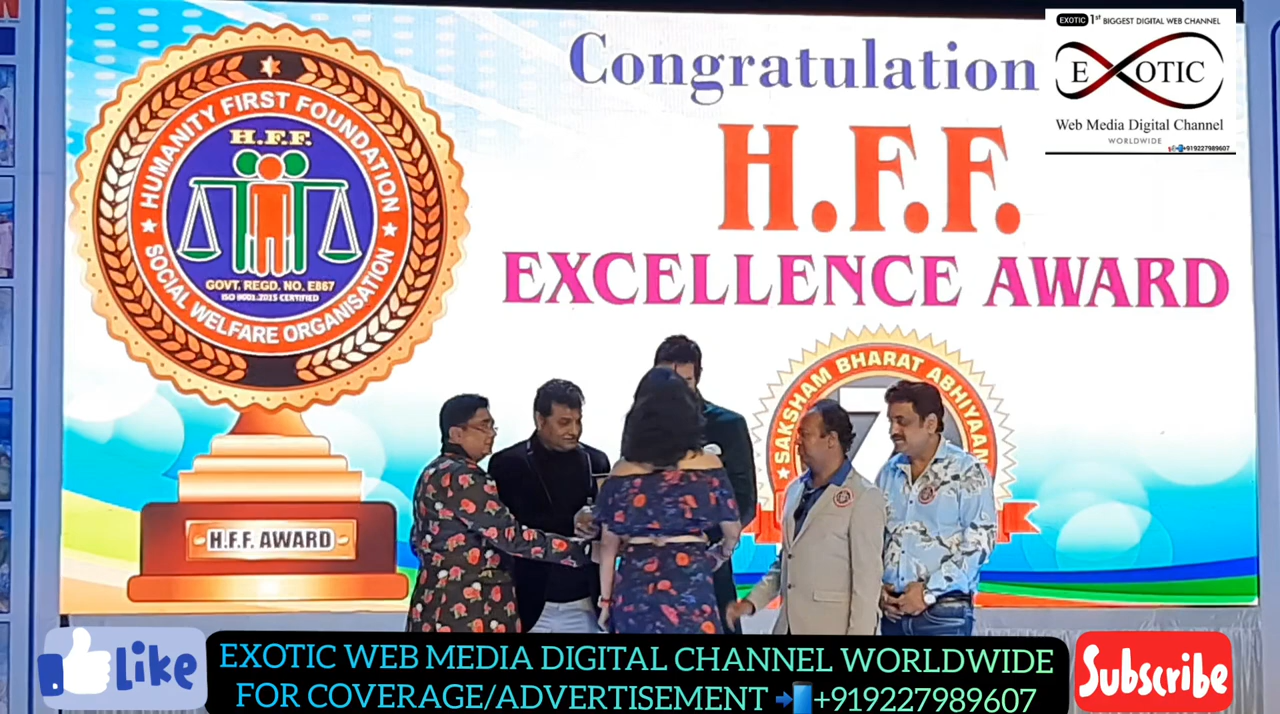 Congratulation
H.F.F.
EXCELLENCE AWARD
HUMANITY FIRST FOUNDATION
H.F.F.
GOVT. REGD. NO. E867
ISO 9001:2015 CERTIFIED
SOCIAL WELFARE ORGANISATION
H.F.F. AWARD
SAKSHAM BHARAT ABHIYAAN
EXOTIC 1st BIGGEST DIGITAL WEB CHANNEL
EXOTIC
Web Media Digital Channel
WORLDWIDE
+919227989607
Like
EXOTIC WEB MEDIA DIGITAL CHANNEL WORLDWIDE
FOR COVERAGE/ADVERTISEMENT +919227989607
Subscribe